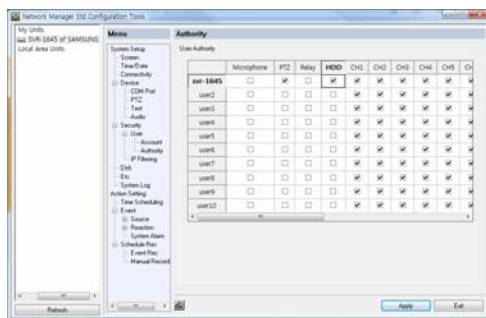 Network Manager Std Configuration Tools
My Units
SVR-1645 of SAMSUNG
Local Area Units
Refresh
Menu
System Setup
Screen
Time/Date
Connectivity
Device
COM Port
PTZ
Text
Audio
Security
User
Account
Authority
IP Filtering
Disk
Etc
System Log
Action Setting
Time Scheduling
Event
Source
Reaction
System Alarm
Schedule Rec
Event Rec
Manual Record
Authority
User Authority
Microphone PTZ Relay HDD CH1 CH2 CH3 CH4 CH5 CH
svr-1645
user2
user3
user4
user5
user6
user7
user8
user9
user10
Apply Exit